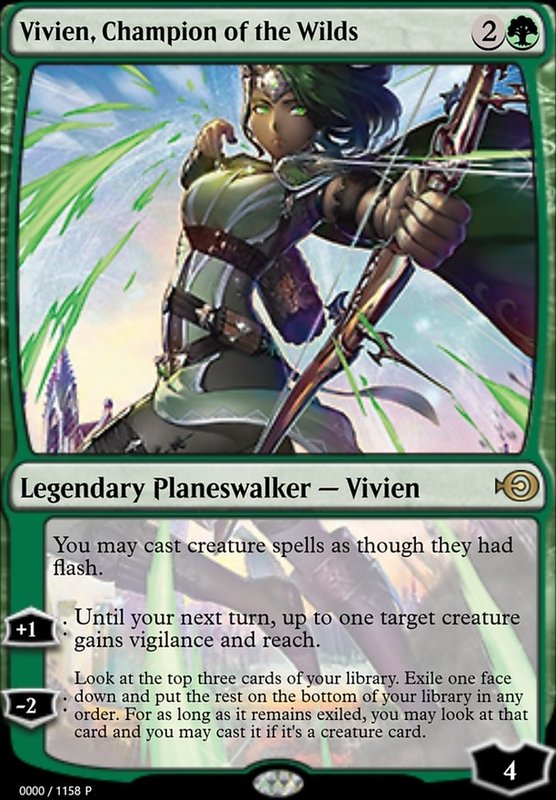 Vivien, Champion of the Wilds 2
Legendary Planeswalker — Vivien
You may cast creature spells as though they had
flash.
+1 : Until your next turn, up to one target creature
gains vigilance and reach.
Look at the top three cards of your library. Exile one face
-2 : down and put the rest on the bottom of your library in any
order. For as long as it remains exiled, you may look at that
card and you may cast it if it's a creature card.
4
0000 / 1158 P